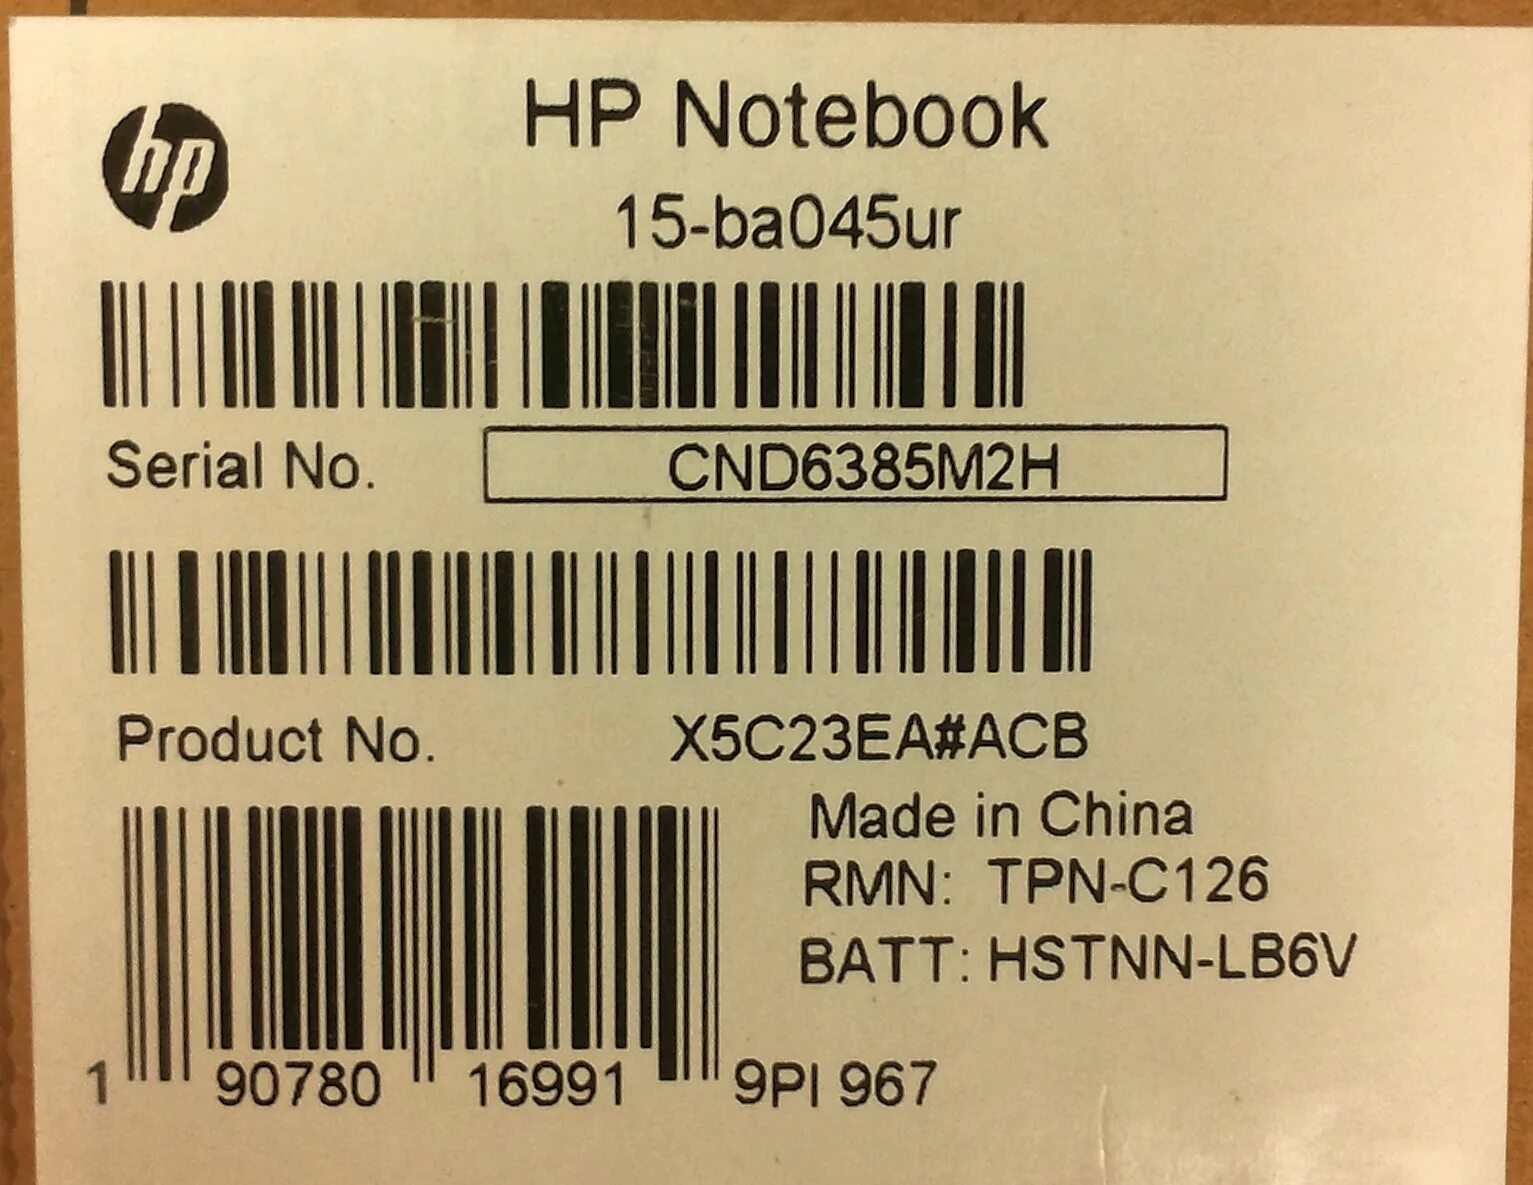 hp
HP Notebook
15-ba045ur
Serial No. CND6385M2H
Product No. X5C23EA#ACB
Made in China
RMN: TPN-C126
BATT: HSTNN-LB6V
1 90780 16991 9PI 967